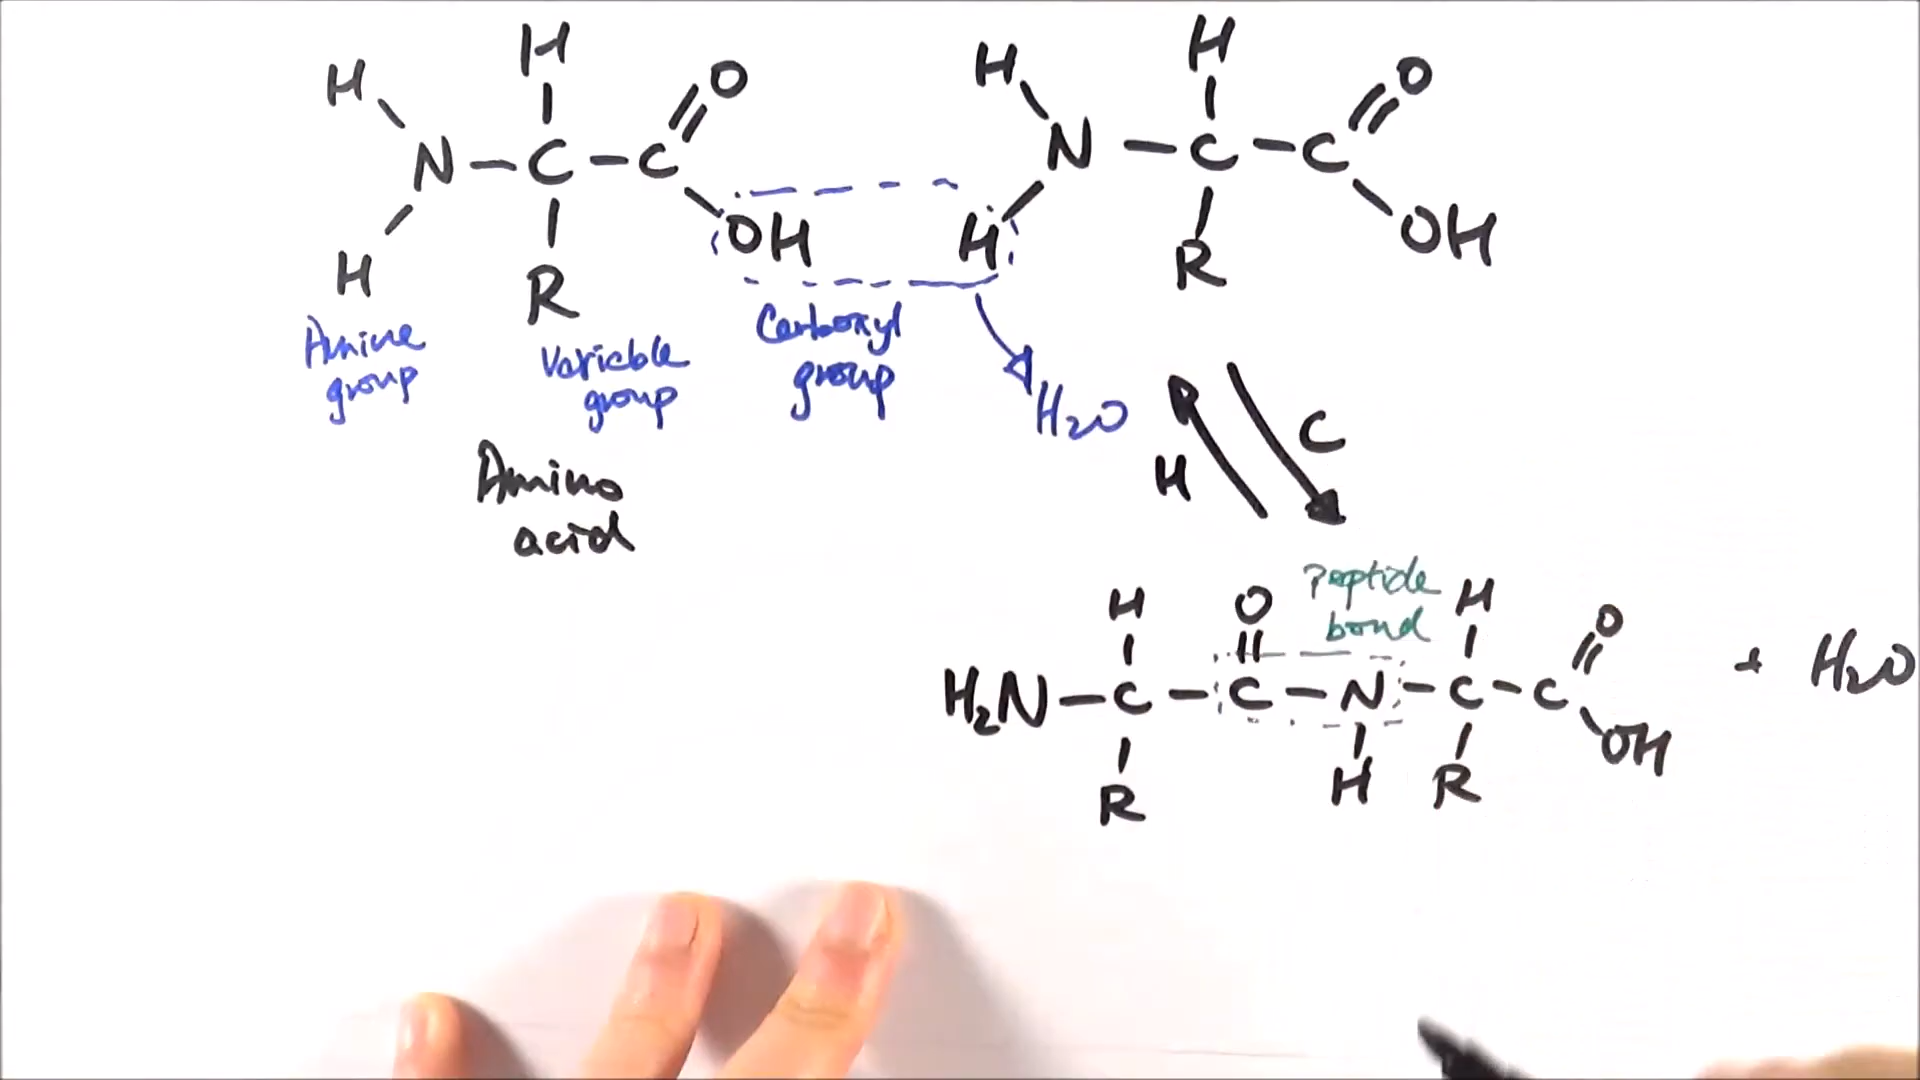 H H H H
O O
N – C – C N – C – C
H R OH H R OH
Amine group
Variable group
Carboxyl group
H₂O
Amino acid
H C
Peptide bond
H O H O
H₂N – C – C – N – C – C + H₂O
R H R OH